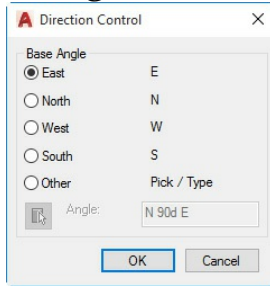 Direction Control
Base Angle
East E
North N
West W
South S
Other Pick / Type
Angle: N 90d E
OK Cancel